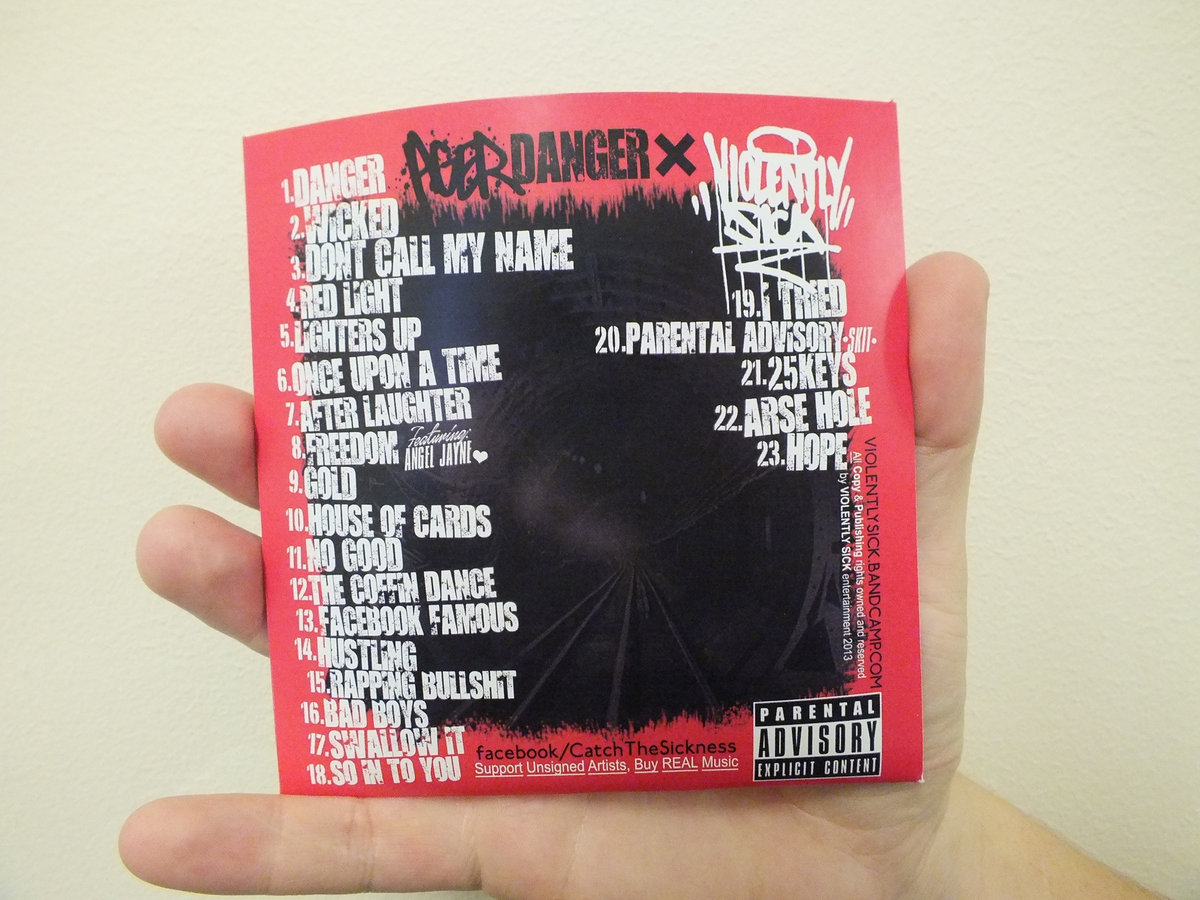 DANGER X VIOLENTLY SICK
1.DANGER
2.WICKED
3.DONT CALL MY NAME
4.RED LIGHT
5.LIGHTERS UP
6.ONCE UPON A TIME
7.AFTER LAUGHTER
8.FREEDOM Featuring: ANGEL JAYNE
9.GOLD
10.HOUSE OF CARDS
11.NO GOOD
12.THE COFFIN DANCE
13.FACEBOOK FAMOUS
14.HUSTLING
15.RAPPING BULLSHIT
16.BAD BOYS
17.SWALLOW IT
18.SO IN TO YOU
19.I TRIED
20.PARENTAL ADVISORY -SKIT-
21.25KEYS
22.ARSE HOLE
23.HOPE
VIOLENTLYSICK.BANDCAMP.COM
All Copy & Publishing rights owned and reserved
by VIOLENTLY SICK entertainment 2013
facebook/CatchTheSickness
Support Unsigned Artists, Buy REAL Music
PARENTAL
ADVISORY
EXPLICIT CONTENT